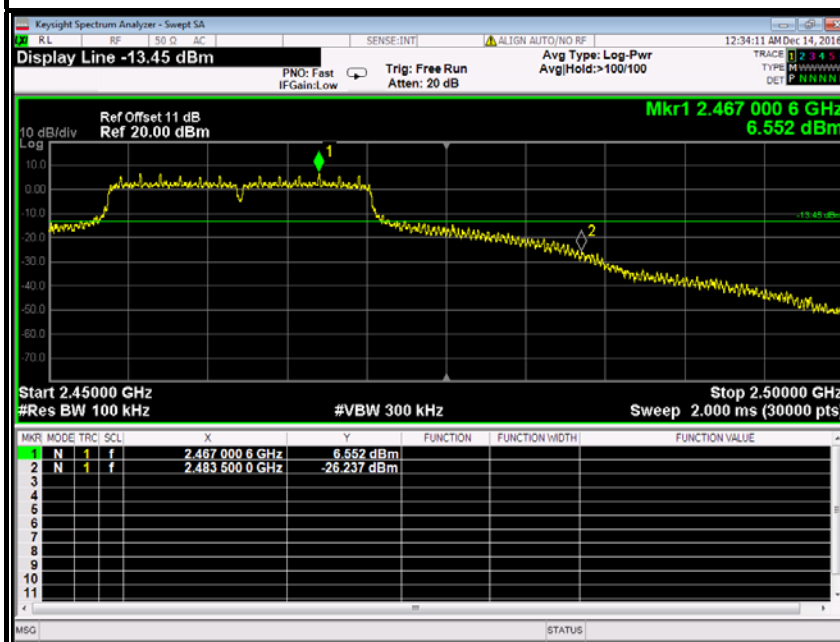 Keysight Spectrum Analyzer - Swept SA
RL RF 50 Ω AC SENSE:INT ALIGN AUTO/NO RF 12:34:11 AM Dec 14, 2016
Display Line -13.45 dBm
PNO: Fast
IFGain:Low
Trig: Free Run
Atten: 20 dB
Avg Type: Log-Pwr
Avg|Hold:>100/100
TRACE 1 2 3 4 5
TYPE M WWWWW
DET P N N N N
Mkr1 2.467 000 6 GHz
6.552 dBm
Ref Offset 11 dB
10 dB/div Ref 20.00 dBm
Log
1
10.0
0.00
-10.0
-13.45 dBm
2
-20.0
-30.0
-40.0
-50.0
-60.0
-70.0
Start 2.45000 GHz Stop 2.50000 GHz
#Res BW 100 kHz #VBW 300 kHz Sweep 2.000 ms (30000 pts)
MKR MODE TRC SCL X Y FUNCTION FUNCTION WIDTH FUNCTION VALUE
1 N 1 f 2.467 000 6 GHz 6.552 dBm
2 N 1 f 2.483 500 0 GHz -26.237 dBm
3
4
5
6
7
8
9
10
11
MSG STATUS